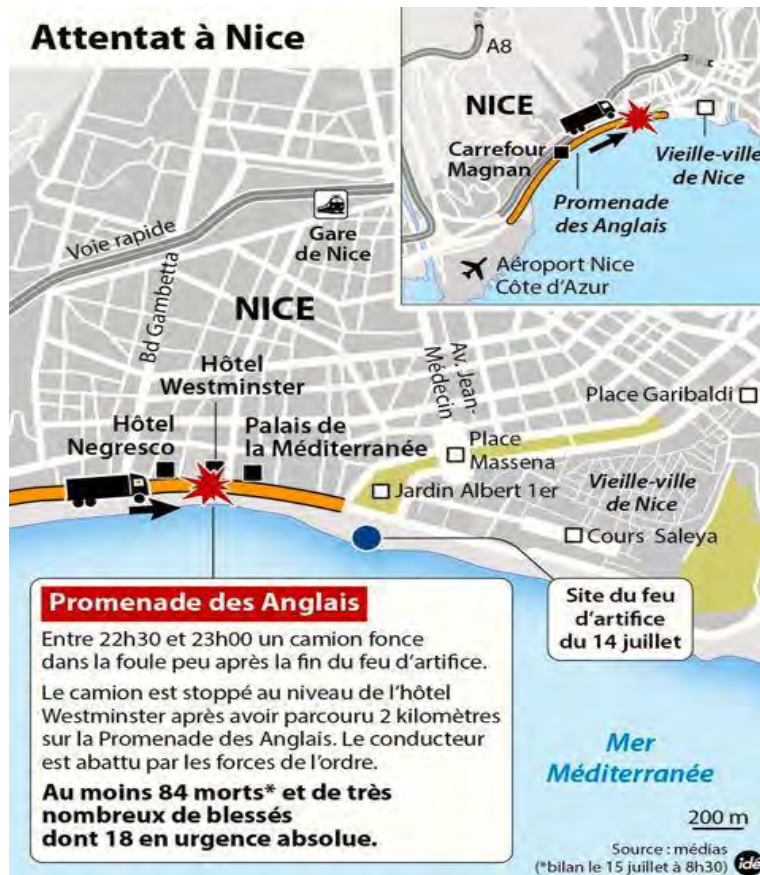 Attentat à Nice
A8
NICE
Carrefour
Magnan
Vieille-ville
de Nice
Promenade
des Anglais
Aéroport Nice
Côte d'Azur
Voie rapide
Gare
de Nice
Bd Gambetta
NICE
Hôtel
Westminster
Av. Jean-
Médecin
Place Garibaldi
Hôtel
Negresco
Palais de
la Méditerranée
Place
Massena
Jardin Albert 1er
Vieille-ville
de Nice
Cours Saleya
Promenade des Anglais
Entre 22h30 et 23h00 un camion fonce
dans la foule peu après la fin du feu d'artifice.
Le camion est stoppé au niveau de l'hôtel
Westminster après avoir parcouru 2 kilomètres
sur la Promenade des Anglais. Le conducteur
est abattu par les forces de l'ordre.
Au moins 84 morts* et de très
nombreux de blessés
dont 18 en urgence absolue.
Site du feu
d'artifice
du 14 juillet
Mer
Méditerranée
200 m
Source : médias
(*bilan le 15 juillet à 8h30)
idé